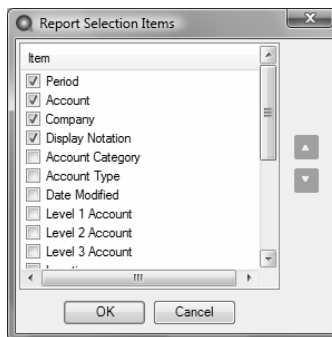 Report Selection Items
Item
Period
Account
Company
Display Notation
Account Category
Account Type
Date Modified
Level 1 Account
Level 2 Account
Level 3 Account
OK
Cancel